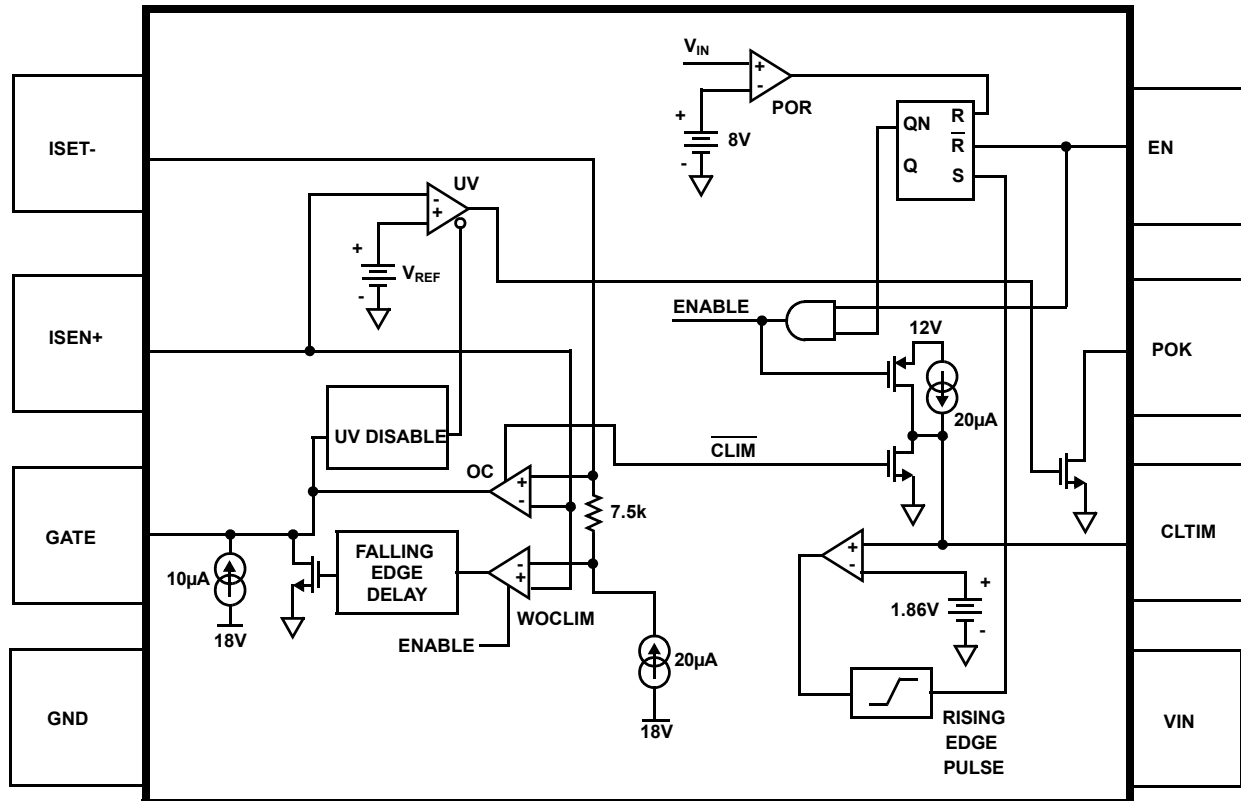 V_IN
+
-
POR
+
8V
-
QN
Q
R
R̅
S
ISET-
EN
UV
-
+
+
V_REF
-
ENABLE
12V
20µA
ISEN+
POK
UV DISABLE
OC
+
-
C̅L̅I̅M̅
7.5k
GATE
10µA
18V
FALLING
EDGE
DELAY
-
+
WOCLIM
ENABLE
20µA
18V
+
-
+
1.86V
-
CLTIM
GND
RISING
EDGE
PULSE
VIN